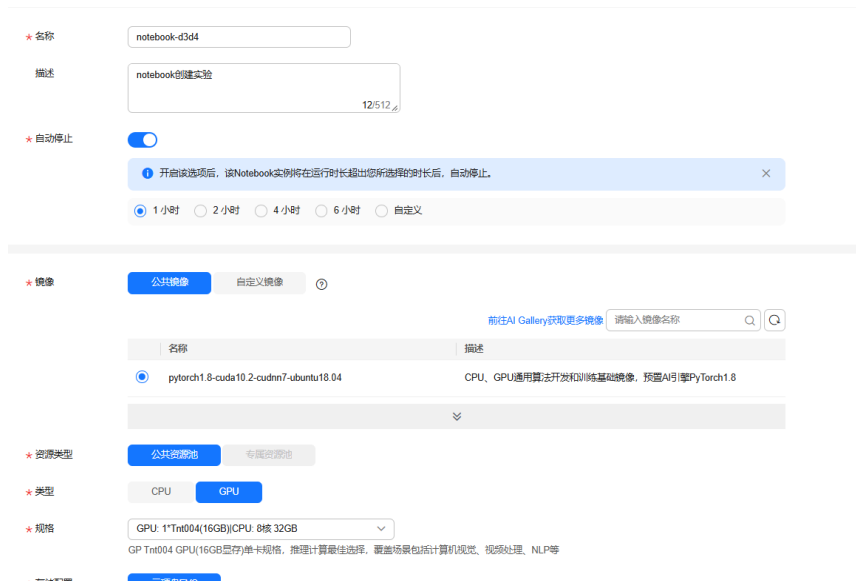 * 名称 notebook-d3d4
描述 notebook创建实验
12/512
* 自动停止
开启该选项后，该Notebook实例将在运行时长超出您所选择的时长后，自动停止。
1 小时 2 小时 4 小时 6 小时 自定义
* 镜像 公共镜像 自定义镜像
前往AI Gallery获取更多镜像 请输入镜像名称
名称 描述
pytorch1.8-cuda10.2-cudnn7-ubuntu18.04 CPU、GPU通用算法开发和训练基础镜像，预置AI引擎PyTorch1.8
* 资源类型 公共资源池 专属资源池
* 类型 CPU GPU
* 规格 GPU: 1*Tnt004(16GB)|CPU: 8核 32GB
GP Tnt004 GPU(16GB显存)单卡规格，推理计算最佳选择，覆盖场景包括计算机视觉、视频处理、NLP等